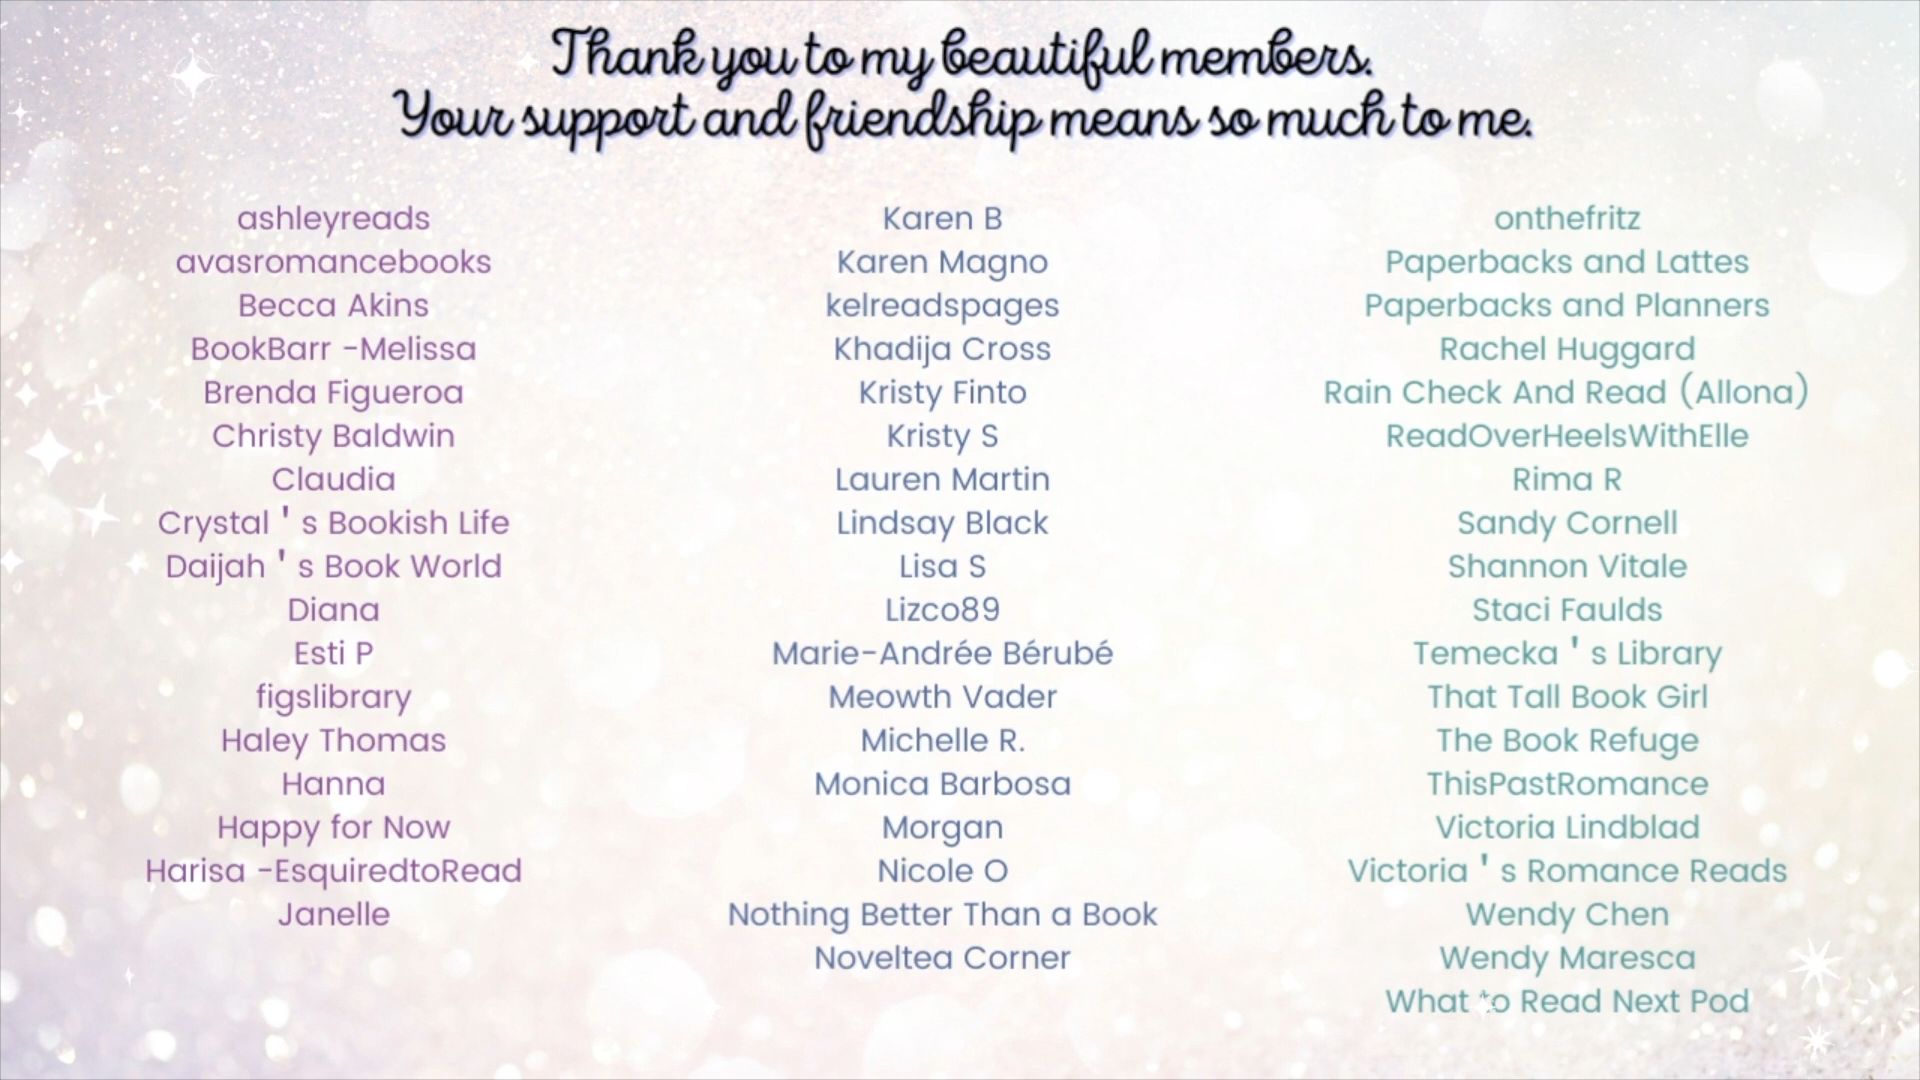 Thank you to my beautiful members.
Your support and friendship means so much to me.
ashleyreads
avasromancebooks
Becca Akins
BookBarr -Melissa
Brenda Figueroa
Christy Baldwin
Claudia
Crystal ' s Bookish Life
Daijah ' s Book World
Diana
Esti P
figslibrary
Haley Thomas
Hanna
Happy for Now
Harisa -EsquiredtoRead
Janelle
Karen B
Karen Magno
kelreadspages
Khadija Cross
Kristy Finto
Kristy S
Lauren Martin
Lindsay Black
Lisa S
Lizco89
Marie-Andrée Bérubé
Meowth Vader
Michelle R.
Monica Barbosa
Morgan
Nicole O
Nothing Better Than a Book
Noveltea Corner
onthefritz
Paperbacks and Lattes
Paperbacks and Planners
Rachel Huggard
Rain Check And Read (Allona)
ReadOverHeelsWithElle
Rima R
Sandy Cornell
Shannon Vitale
Staci Faulds
Temecka ' s Library
That Tall Book Girl
The Book Refuge
ThisPastRomance
Victoria Lindblad
Victoria ' s Romance Reads
Wendy Chen
Wendy Maresca
What to Read Next Pod